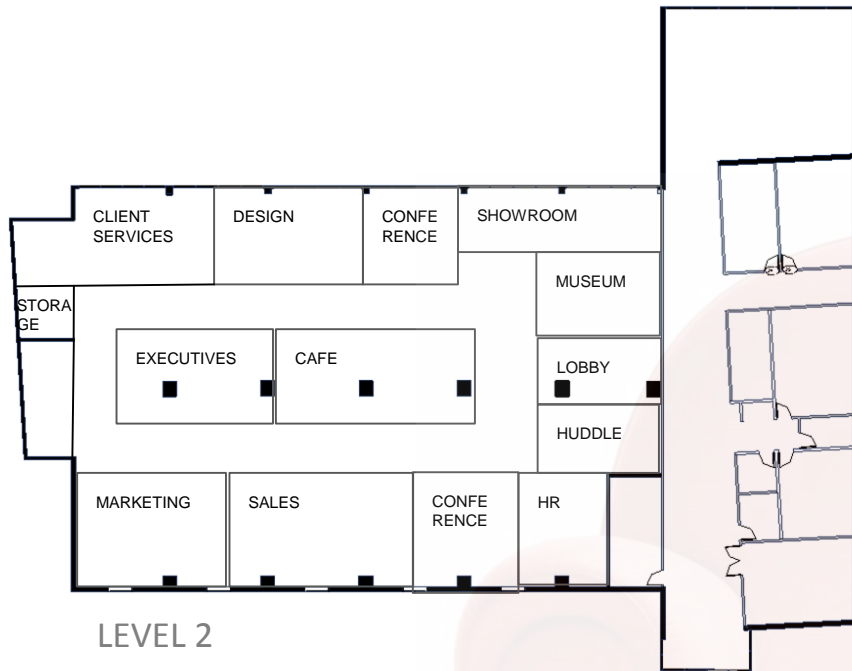 CLIENT
SERVICES
DESIGN
CONFE
RENCE
SHOWROOM
MUSEUM
STORA
GE
EXECUTIVES
CAFE
LOBBY
HUDDLE
MARKETING
SALES
CONFE
RENCE
HR
LEVEL 2